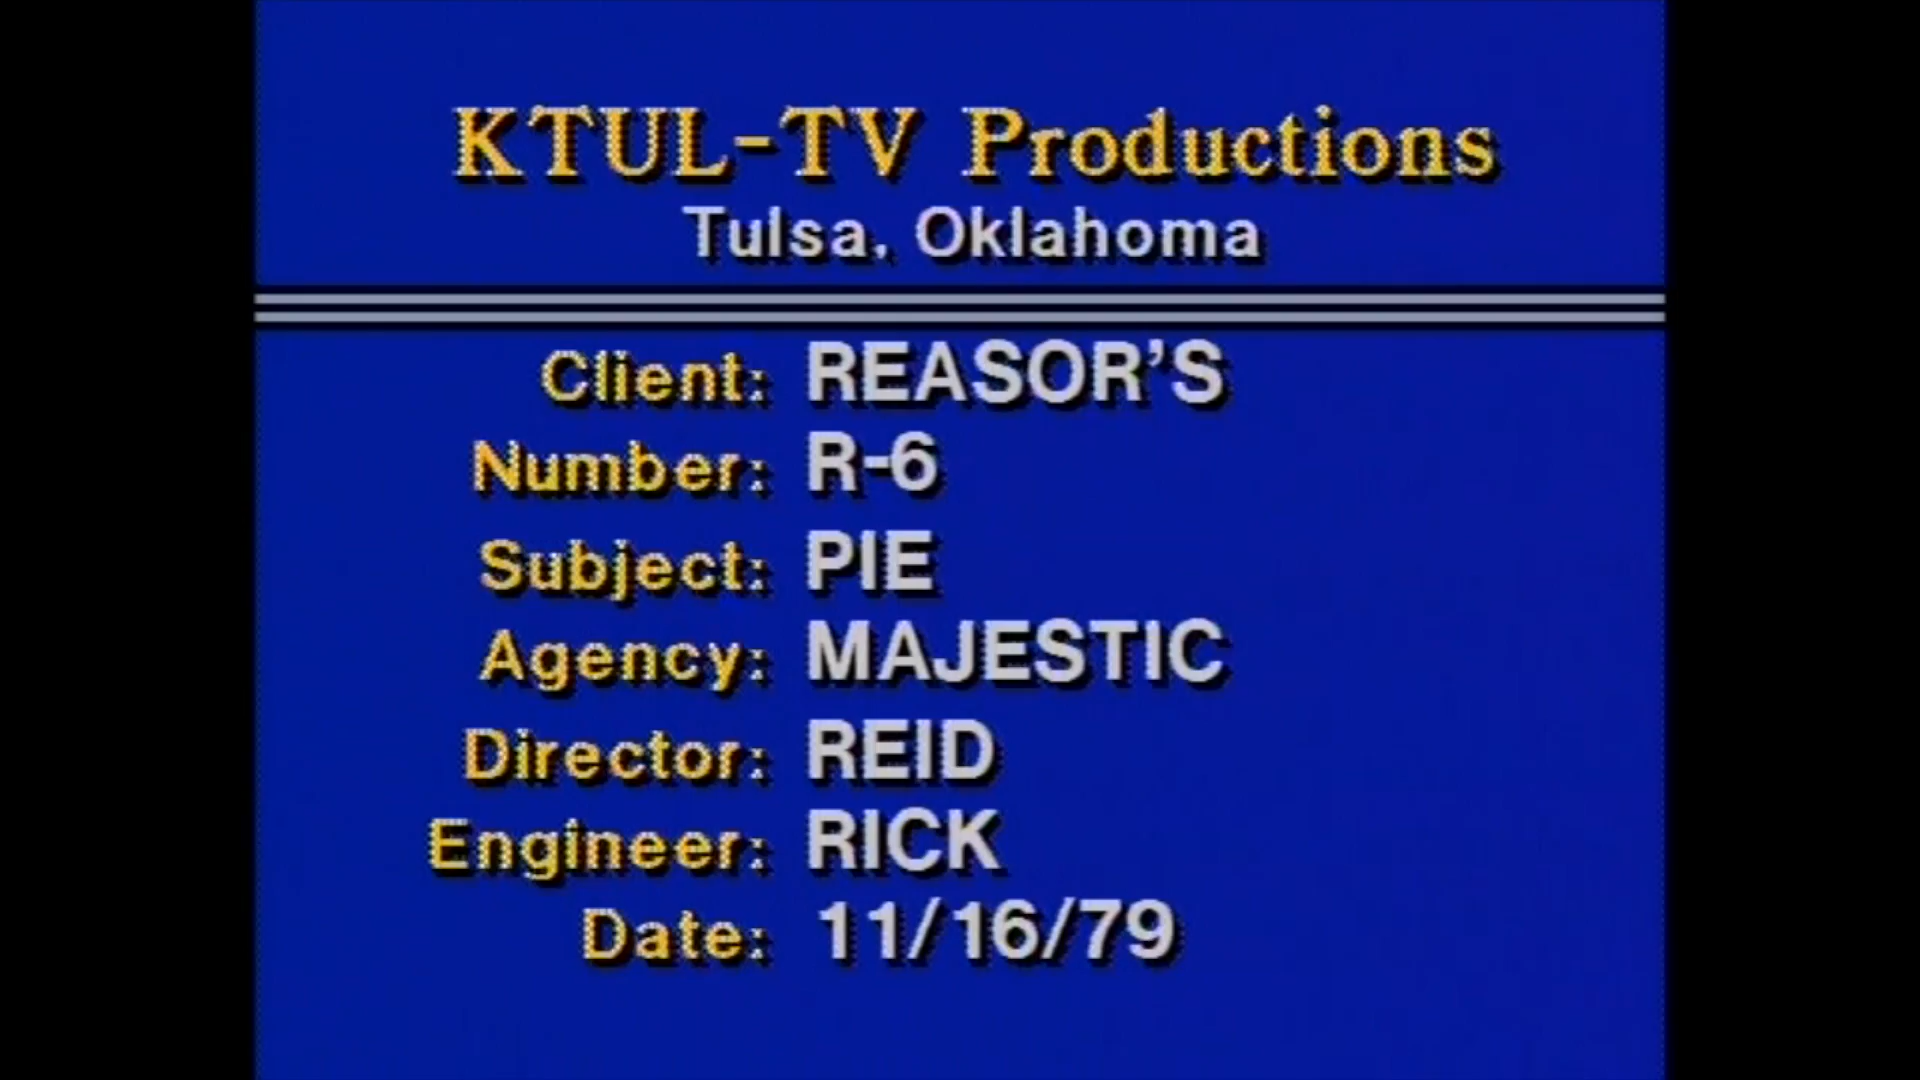 KTUL-TV Productions
Tulsa, Oklahoma
Client: REASOR'S
Number: R-6
Subject: PIE
Agency: MAJESTIC
Director: REID
Engineer: RICK
Date: 11/16/79